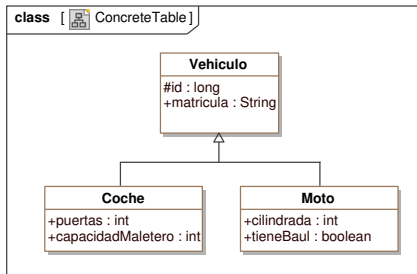 class [ ConcreteTable ]
Vehiculo
#id : long
+matricula : String
Coche
+puertas : int
+capacidadMaletero : int
Moto
+cilindrada : int
+tieneBaul : boolean